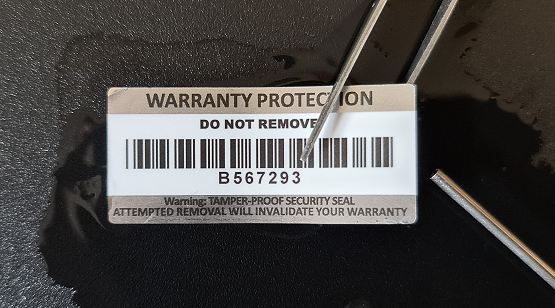 WARRANTY PROTECTION
DO NOT REMOVE
B567293
Warning: TAMPER-PROOF SECURITY SEAL
ATTEMPTED REMOVAL WILL INVALIDATE YOUR WARRANTY